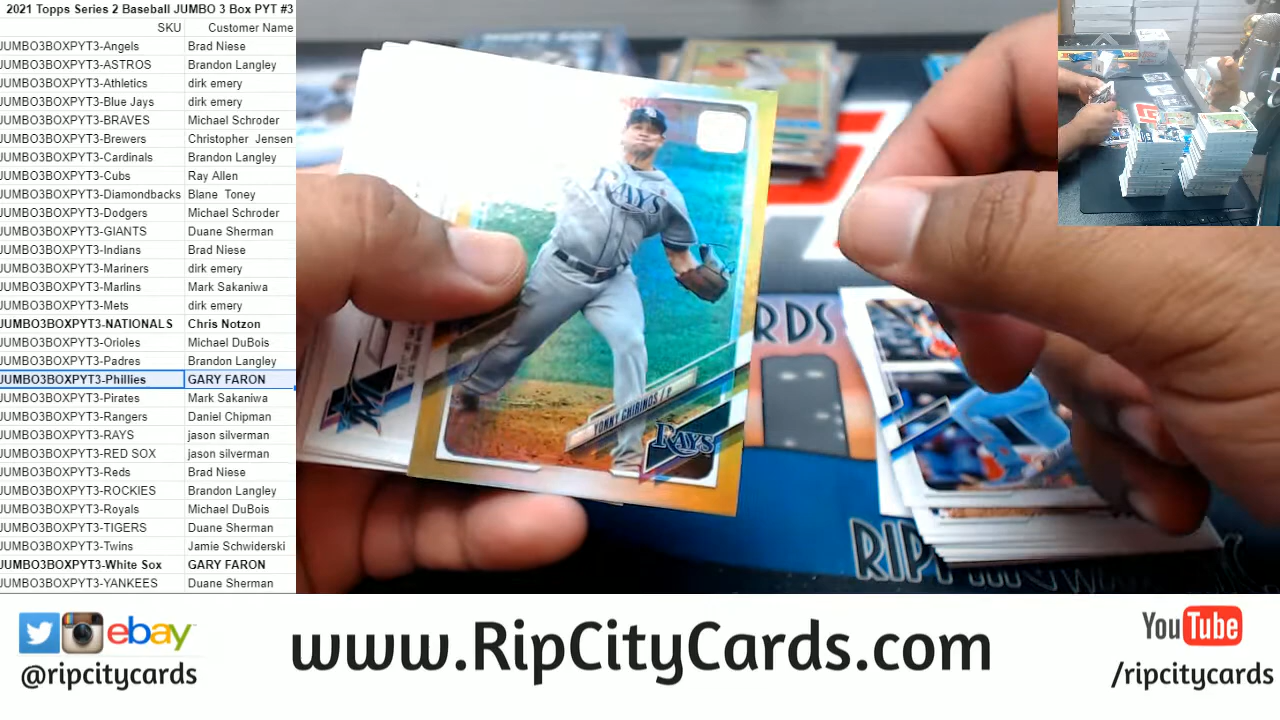 2021 Topps Series 2 Baseball JUMBO 3 Box PYT #3
SKU Customer Name
JUMBO3BOXPYT3-Angels Brad Niese
JUMBO3BOXPYT3-ASTROS Brandon Langley
JUMBO3BOXPYT3-Athletics dirk emery
JUMBO3BOXPYT3-Blue Jays dirk emery
JUMBO3BOXPYT3-BRAVES Michael Schroder
JUMBO3BOXPYT3-Brewers Christopher Jensen
JUMBO3BOXPYT3-Cardinals Brandon Langley
JUMBO3BOXPYT3-Cubs Ray Allen
JUMBO3BOXPYT3-Diamondbacks Blane Toney
JUMBO3BOXPYT3-Dodgers Michael Schroder
JUMBO3BOXPYT3-GIANTS Duane Sherman
JUMBO3BOXPYT3-Indians Brad Niese
JUMBO3BOXPYT3-Mariners dirk emery
JUMBO3BOXPYT3-Marlins Mark Sakaniwa
JUMBO3BOXPYT3-Mets dirk emery
JUMBO3BOXPYT3-NATIONALS Chris Notzon
JUMBO3BOXPYT3-Orioles Michael DuBois
JUMBO3BOXPYT3-Padres Brandon Langley
JUMBO3BOXPYT3-Phillies GARY FARON
JUMBO3BOXPYT3-Pirates Mark Sakaniwa
JUMBO3BOXPYT3-Rangers Daniel Chipman
JUMBO3BOXPYT3-RAYS jason silverman
JUMBO3BOXPYT3-RED SOX jason silverman
JUMBO3BOXPYT3-Reds Brad Niese
JUMBO3BOXPYT3-ROCKIES Brandon Langley
JUMBO3BOXPYT3-Royals Michael DuBois
JUMBO3BOXPYT3-TIGERS Duane Sherman
JUMBO3BOXPYT3-Twins Jamie Schwiderski
JUMBO3BOXPYT3-White Sox GARY FARON
JUMBO3BOXPYT3-YANKEES Duane Sherman
WHITE SOX
RAYS
YONNY CHIRINOS / P
RAYS
M
RDS
RIP
ebay
@ripcitycards
www.RipCityCards.com
YouTube
/ripcitycards